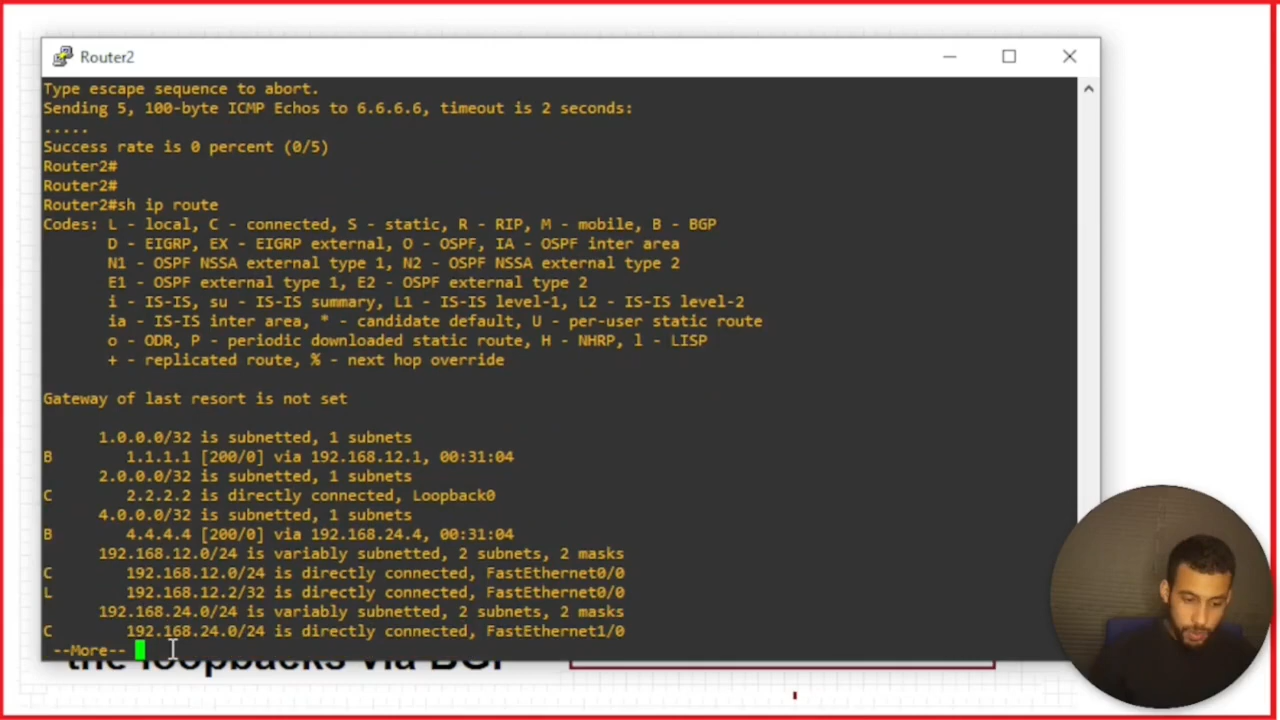 Router2
Type escape sequence to abort.
Sending 5, 100-byte ICMP Echos to 6.6.6.6, timeout is 2 seconds:
.....
Success rate is 0 percent (0/5)
Router2#
Router2#
Router2#sh ip route
Codes: L - local, C - connected, S - static, R - RIP, M - mobile, B - BGP
D - EIGRP, EX - EIGRP external, O - OSPF, IA - OSPF inter area
N1 - OSPF NSSA external type 1, N2 - OSPF NSSA external type 2
E1 - OSPF external type 1, E2 - OSPF external type 2
i - IS-IS, su - IS-IS summary, L1 - IS-IS level-1, L2 - IS-IS level-2
ia - IS-IS inter area, * - candidate default, U - per-user static route
o - ODR, P - periodic downloaded static route, H - NHRP, l - LISP
+ - replicated route, % - next hop override
Gateway of last resort is not set
1.0.0.0/32 is subnetted, 1 subnets
B 1.1.1.1 [200/0] via 192.168.12.1, 00:31:04
2.0.0.0/32 is subnetted, 1 subnets
C 2.2.2.2 is directly connected, Loopback0
4.0.0.0/32 is subnetted, 1 subnets
B 4.4.4.4 [200/0] via 192.168.24.4, 00:31:04
192.168.12.0/24 is variably subnetted, 2 subnets, 2 masks
C 192.168.12.0/24 is directly connected, FastEthernet0/0
L 192.168.12.2/32 is directly connected, FastEthernet0/0
192.168.24.0/24 is variably subnetted, 2 subnets, 2 masks
C 192.168.24.0/24 is directly connected, FastEthernet1/0
--More--
the loopbacks via BGP